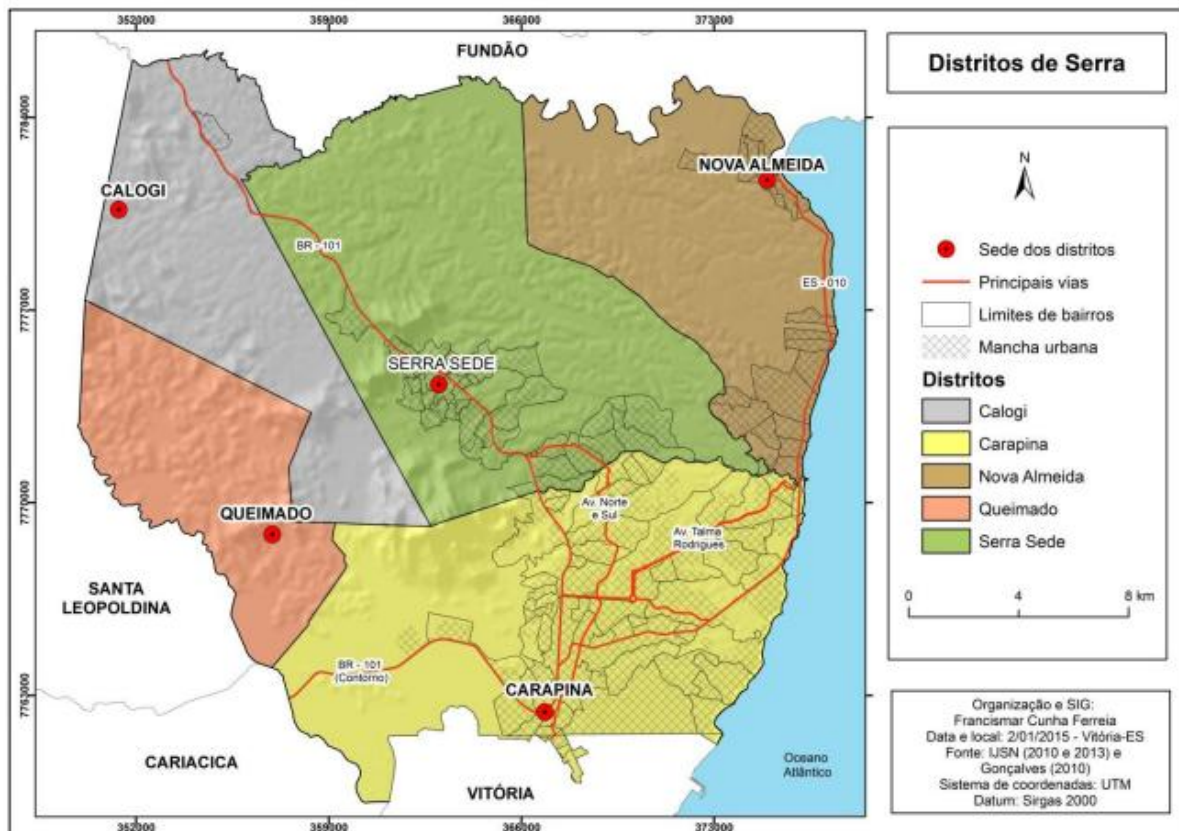 352000
359000
366000
373000
FUNDÃO
Distritos de Serra
7784000
NOVA ALMEIDA
CALOGI
N
BR - 101
ES - 010
Sede dos distritos
Principais vias
Limites de bairros
Mancha urbana
7777000
SERRA SEDE
Distritos
Calogi
Carapina
Nova Almeida
Queimado
Serra Sede
7770000
QUEIMADO
Av. Norte
e Sul
Av. Talma
Rodrigues
SANTA
LEOPOLDINA
0 4 8 km
BR - 101
(Contorno)
CARAPINA
7763000
Organização e SIG:
Francismar Cunha Ferreia
Data e local: 2/01/2015 - Vitória-ES
Fonte: IJSN (2010 e 2013) e
Gonçalves (2010)
Sistema de coordenadas: UTM
Datum: Sirgas 2000
CARIACICA
VITÓRIA
Oceano
Atlântico
352000
359000
366000
373000